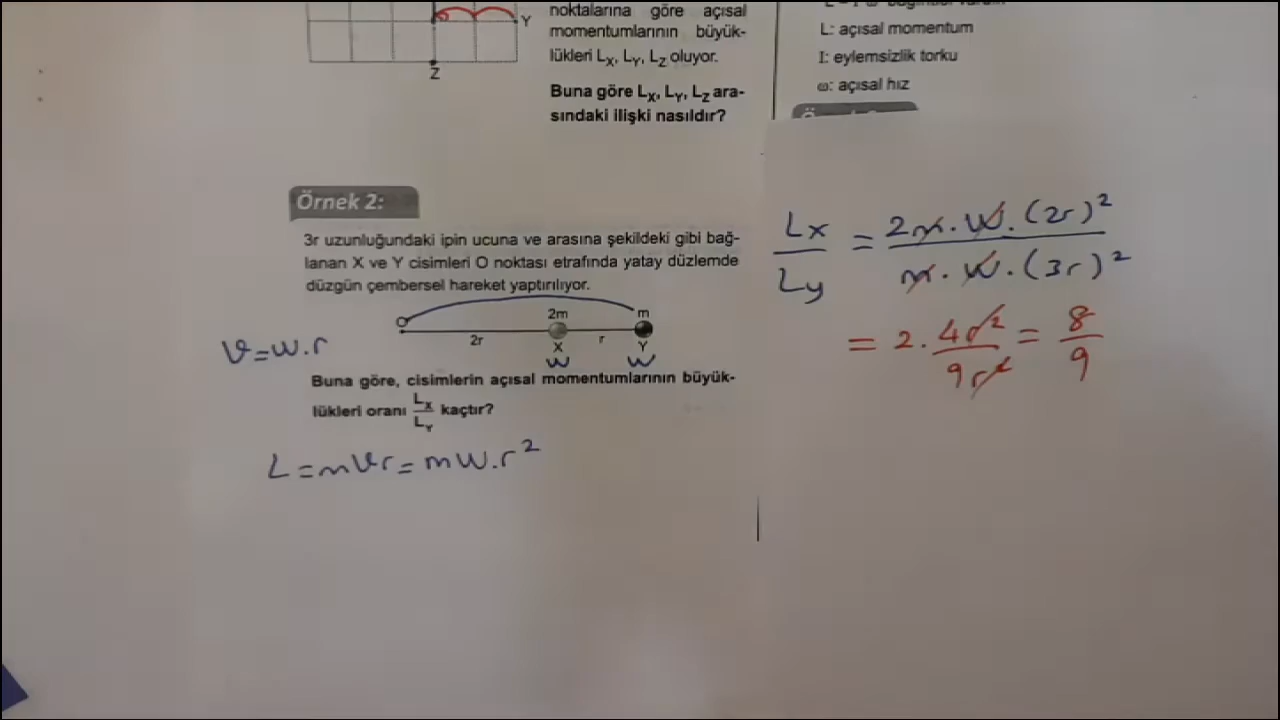 Y
Z
noktalarına göre açısal
momentumlarının büyük-
lükleri LX, LY, LZ oluyor.
Buna göre LX, LY, LZ ara-
sındaki ilişki nasıldır?
L: açısal momentum
I: eylemsizlik torku
ω: açısal hız
Örnek 2:
3r uzunluğundaki ipin ucuna ve arasına şekildeki gibi bağ-
lanan X ve Y cisimleri O noktası etrafında yatay düzlemde
düzgün çembersel hareket yaptırılıyor.
O 2m m
2r X r Y
w w
v=w.r
Buna göre, cisimlerin açısal momentumlarının büyük-
lükleri oranı LX/LY kaçtır?
L=mvr=mw.r²
Lx/Ly = 2m.w.(2r)²/m.w.(3r)²
= 2.4r²/9r² = 8/9